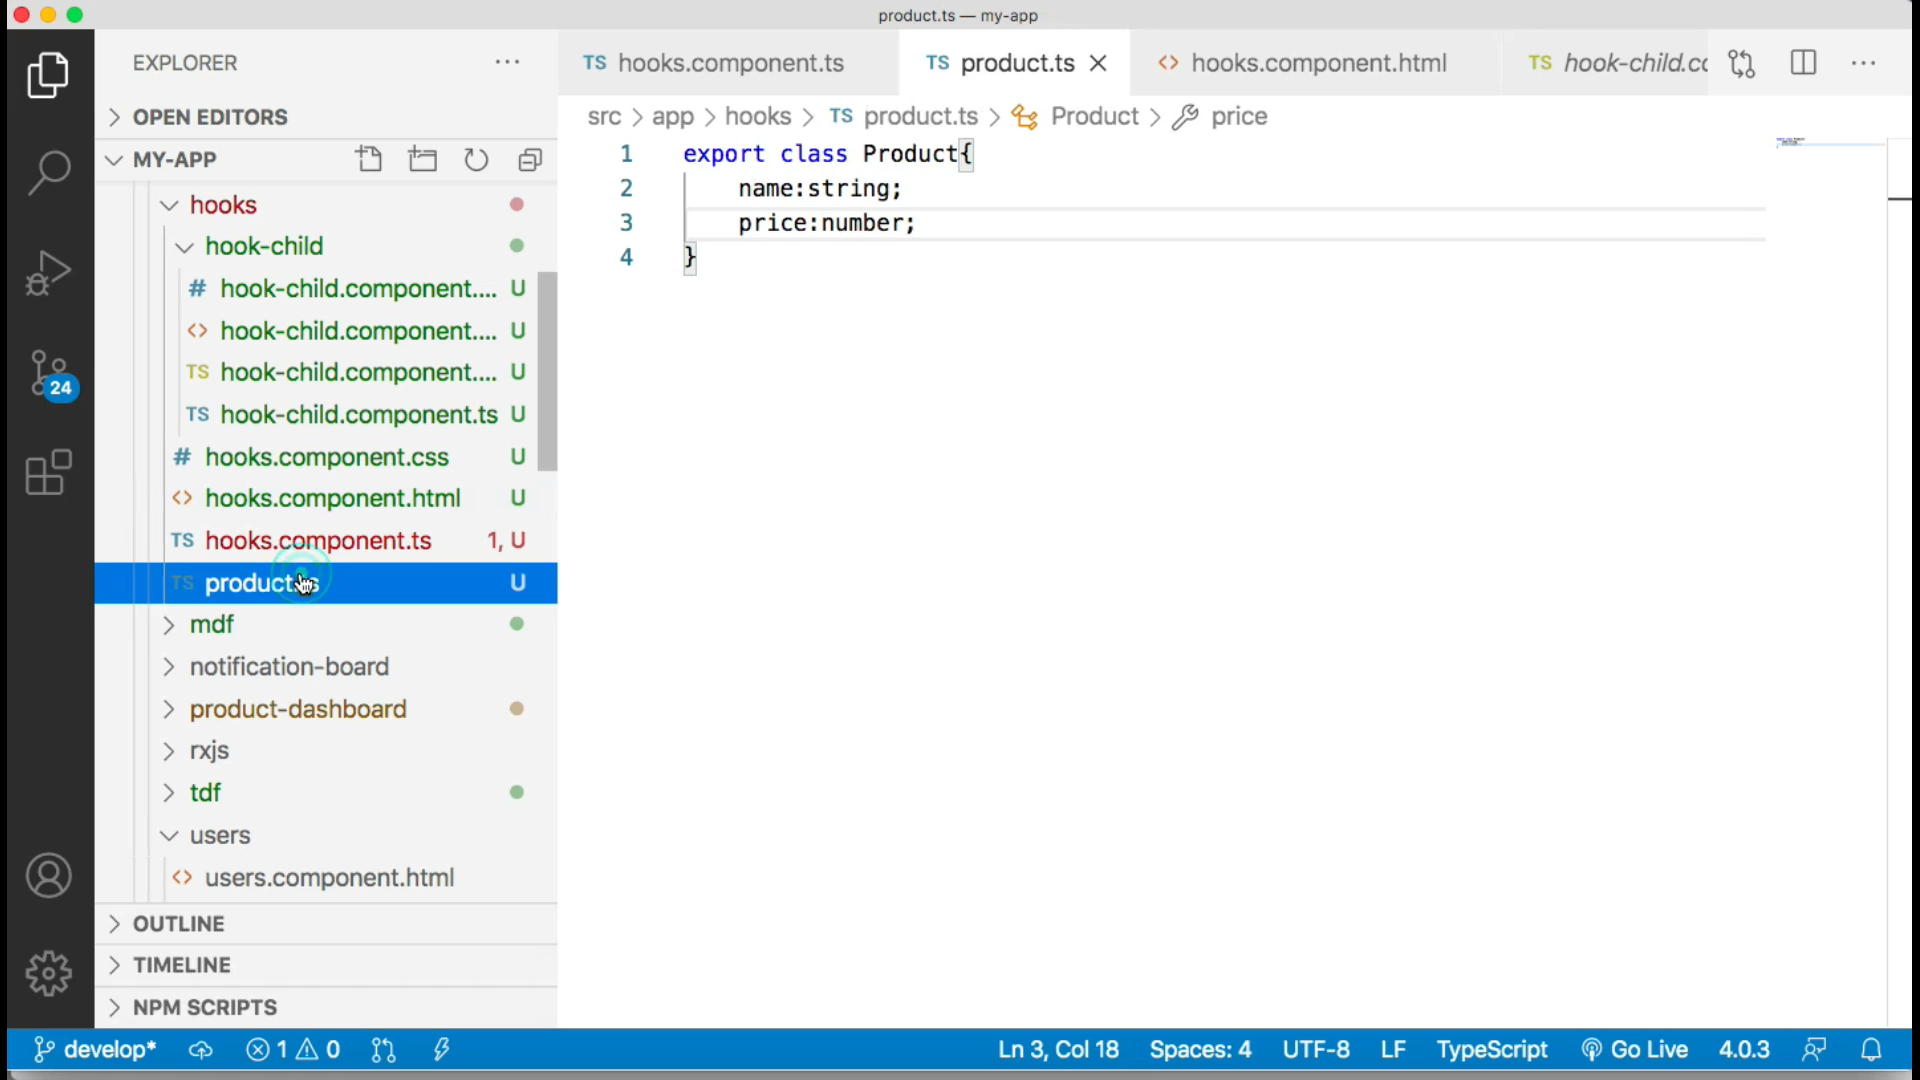 product.ts — my-app
EXPLORER
OPEN EDITORS
MY-APP
hooks
hook-child
# hook-child.component.... U
<> hook-child.component.... U
TS hook-child.component.... U
TS hook-child.component.ts U
# hooks.component.css U
<> hooks.component.html U
TS hooks.component.ts 1, U
TS product.ts U
mdf
notification-board
product-dashboard
rxjs
tdf
users
<> users.component.html
OUTLINE
TIMELINE
NPM SCRIPTS
24
TS hooks.component.ts
TS product.ts
<> hooks.component.html
TS hook-child.cc
src > app > hooks > TS product.ts > Product > price
1 export class Product{
2 name:string;
3 price:number;
4 }
develop* 1 0 Ln 3, Col 18 Spaces: 4 UTF-8 LF TypeScript Go Live 4.0.3